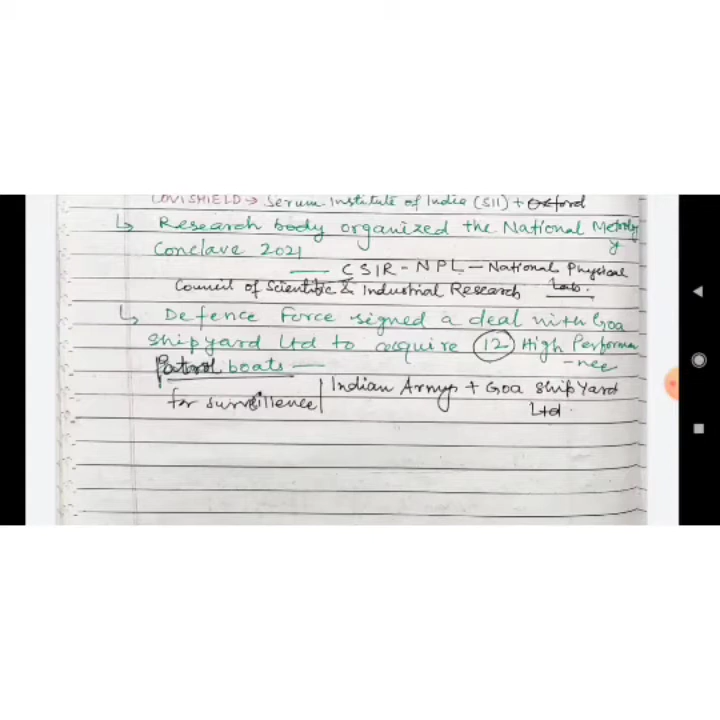 COVISHIELD → Serum Institute of India (SII) + Oxford
↳ Research body organized the National Metrology
Conclave 2021
— CSIR - NPL - National Physical
Council of Scientific & Industrial Research Lab.
↳ Defence Force signed a deal with Goa
shipyard Ltd to acquire 12 High Performa
-nce
Patrol boats —
Indian Army + Goa ShipYard
for surveillence Ltd.